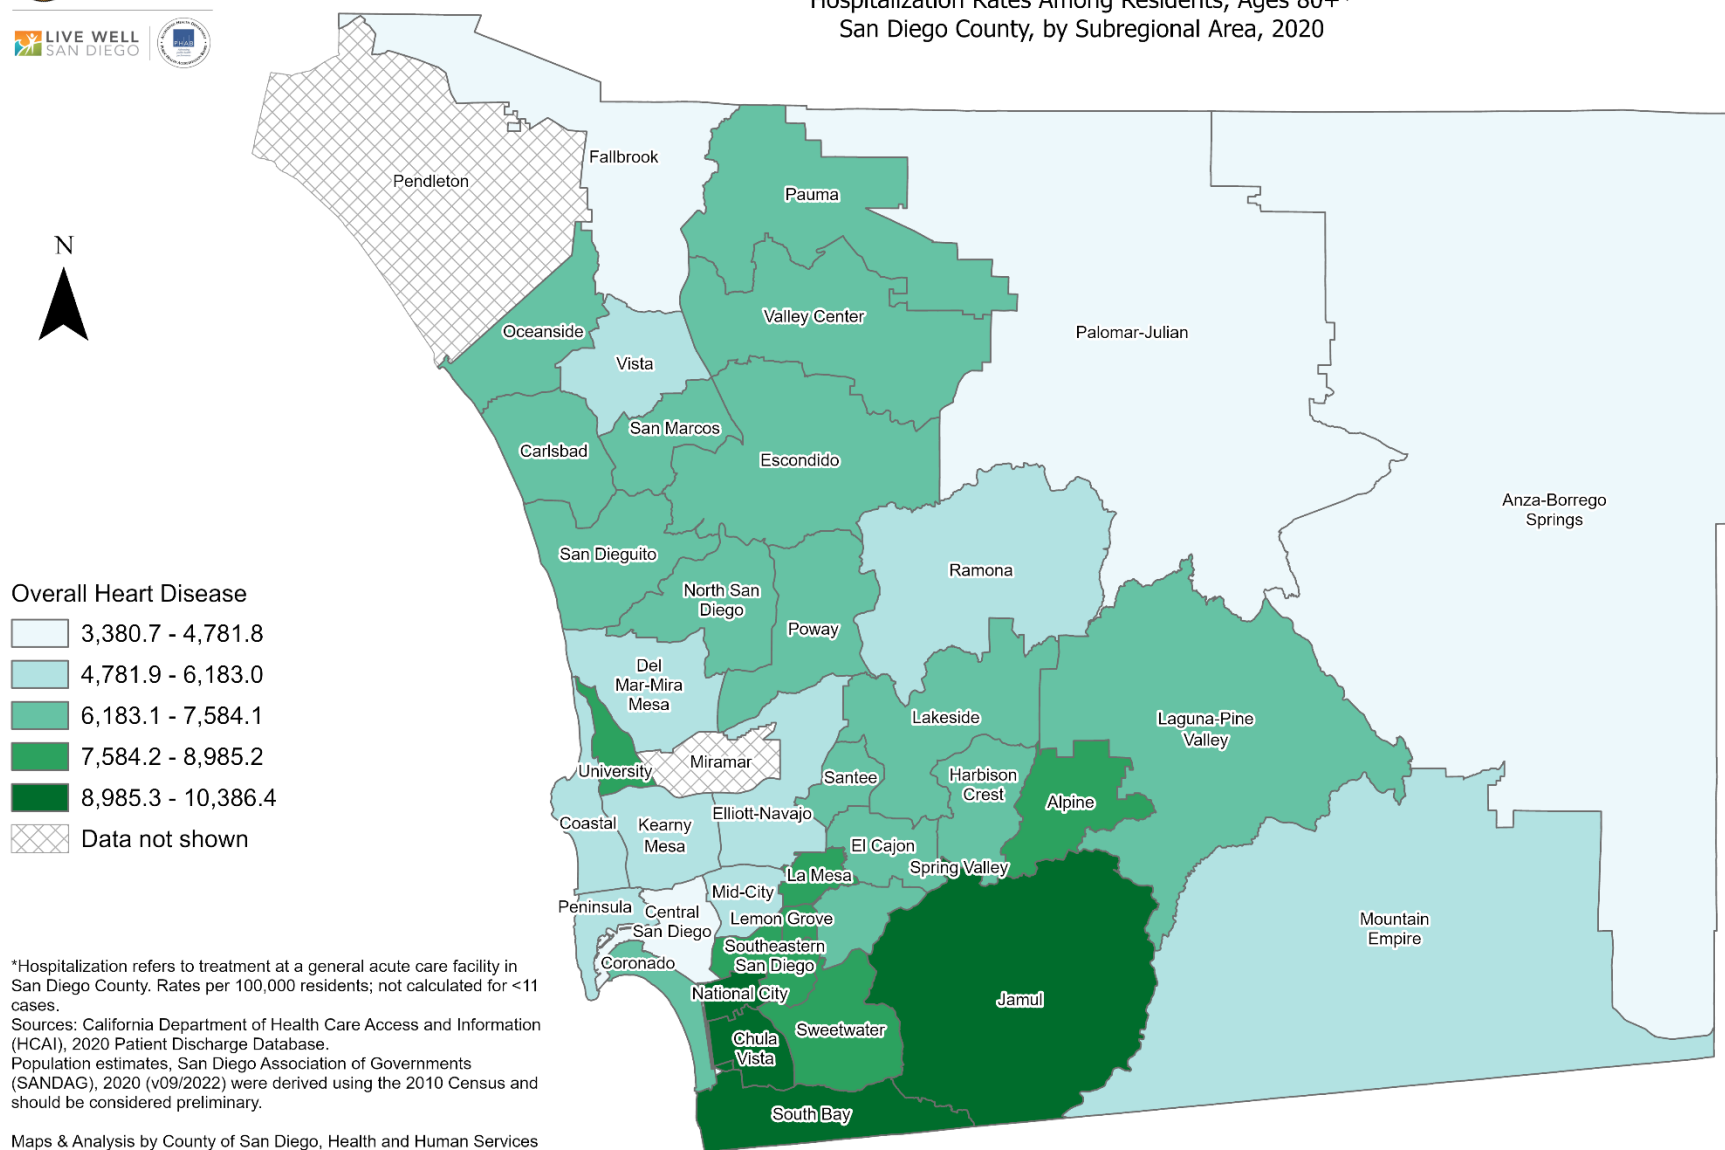 Hospitalization Rates Among Residents, Ages 80+*
San Diego County, by Subregional Area, 2020
LIVE WELL
SAN DIEGO
PHAB
N
Pendleton
Fallbrook
Pauma
Oceanside
Vista
Valley Center
Palomar-Julian
San Marcos
Carlsbad
Escondido
Anza-Borrego
Springs
San Dieguito
North San
Diego
Poway
Ramona
Del
Mar-Mira
Mesa
Lakeside
Laguna-Pine
Valley
University
Miramar
Santee
Harbison
Crest
Alpine
Coastal
Kearny
Mesa
Elliott-Navajo
El Cajon
Spring Valley
La Mesa
Mid-City
Peninsula
Central
San Diego
Lemon Grove
Mountain
Empire
Southeastern
San Diego
Coronado
National City
Jamul
Chula
Vista
Sweetwater
South Bay
Overall Heart Disease
3,380.7 - 4,781.8
4,781.9 - 6,183.0
6,183.1 - 7,584.1
7,584.2 - 8,985.2
8,985.3 - 10,386.4
Data not shown
*Hospitalization refers to treatment at a general acute care facility in
San Diego County. Rates per 100,000 residents; not calculated for <11
cases.
Sources: California Department of Health Care Access and Information
(HCAI), 2020 Patient Discharge Database.
Population estimates, San Diego Association of Governments
(SANDAG), 2020 (v09/2022) were derived using the 2010 Census and
should be considered preliminary.
Maps & Analysis by County of San Diego, Health and Human Services